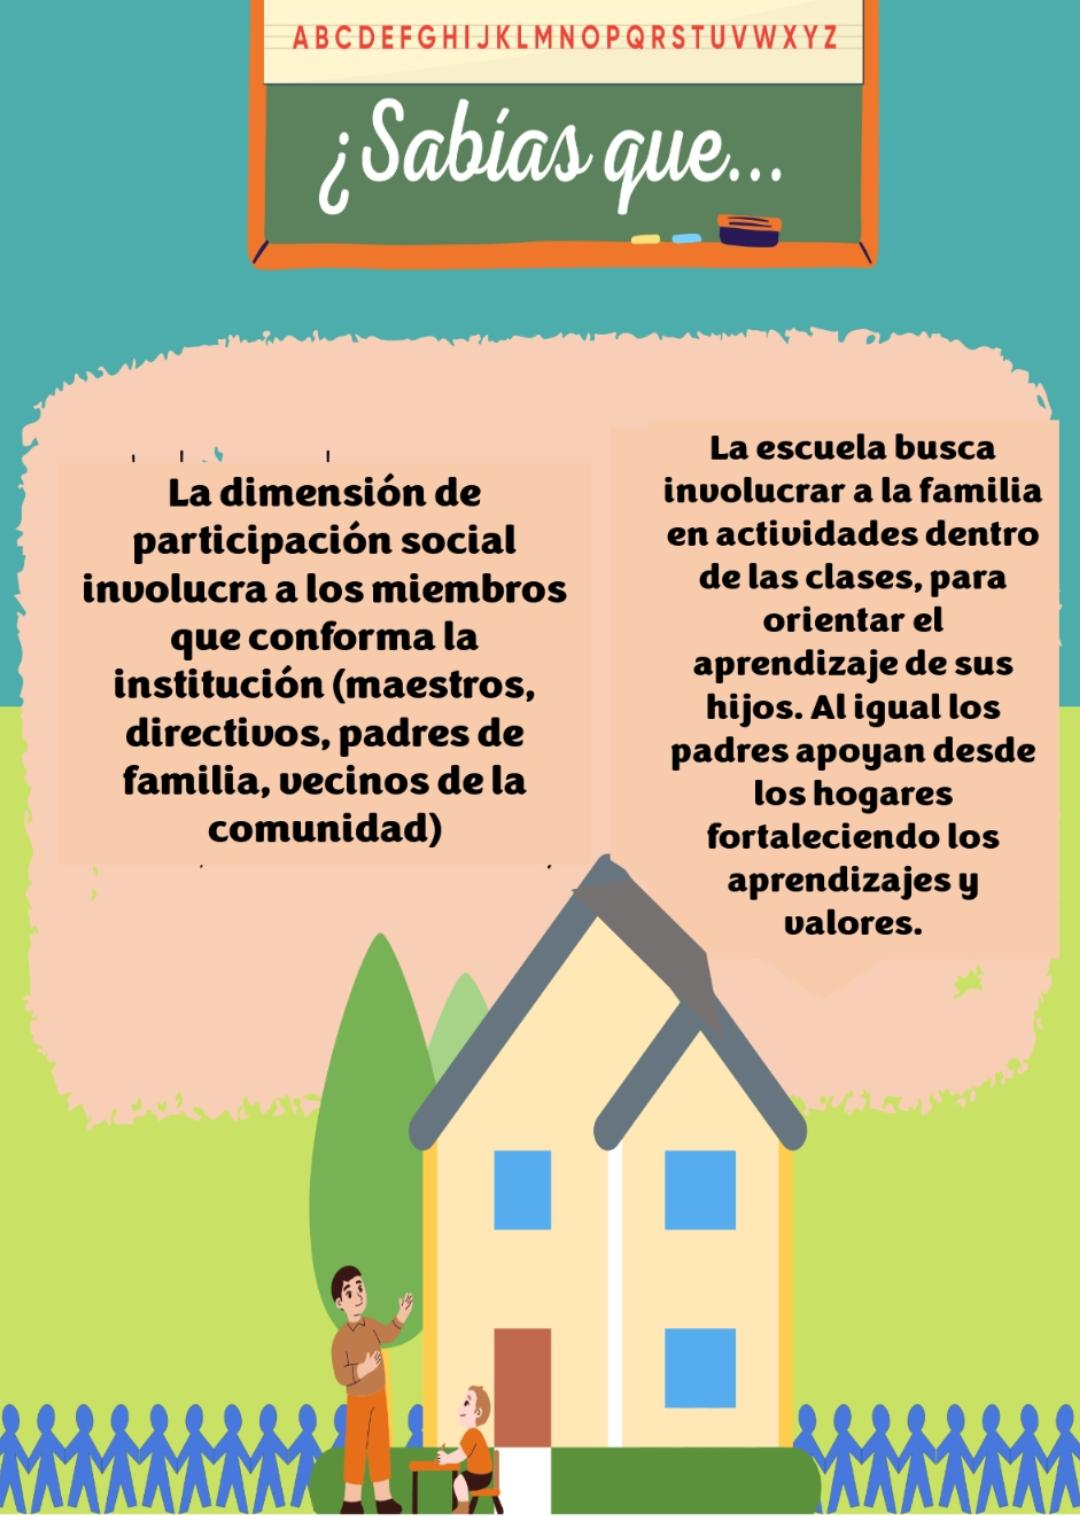 ABCDEFGHIJKLMNOPQRSTUVWXYZ
¿Sabías que...
La dimensión de
participación social
involucra a los miembros
que conforma la
institución (maestros,
directivos, padres de
familia, vecinos de la
comunidad)
La escuela busca
involucrar a la familia
en actividades dentro
de las clases, para
orientar el
aprendizaje de sus
hijos. Al igual los
padres apoyan desde
los hogares
fortaleciendo los
aprendizajes y
valores.